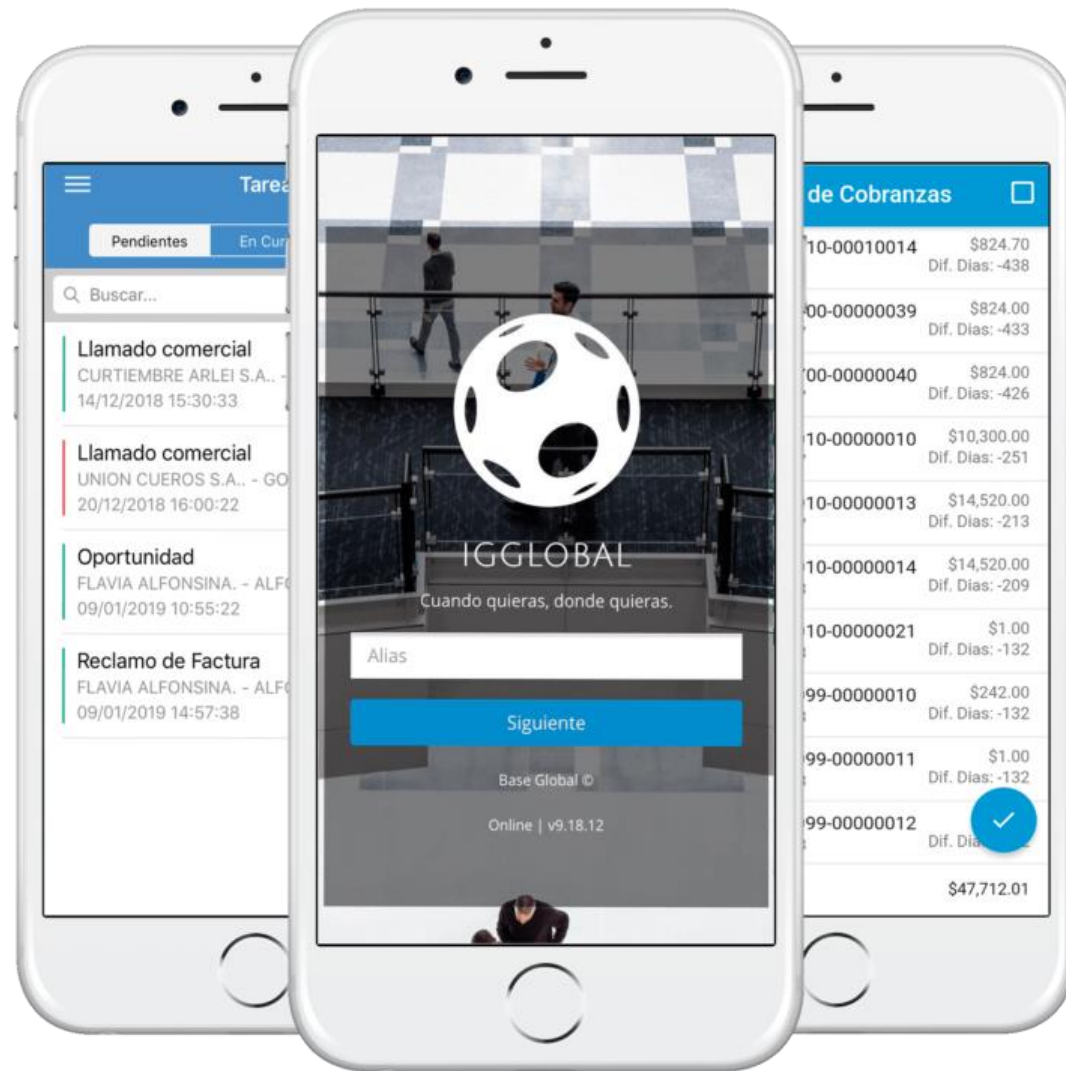 Tarea
Pendientes
En Cur
Buscar...
Llamado comercial
CURTIEMBRE ARLEI S.A.. -
14/12/2018 15:30:33
Llamado comercial
UNION CUEROS S.A.. - GO
20/12/2018 16:00:22
Oportunidad
FLAVIA ALFONSINA. - ALF
09/01/2019 10:55:22
Reclamo de Factura
FLAVIA ALFONSINA. - ALF
09/01/2019 14:57:38
IGGLOBAL
Cuando quieras, donde quieras.
Alias
Siguiente
Base Global ©
Online | v9.18.12
de Cobranzas
10-00010014 $824.70
Dif. Dias: -438
00-00000039 $824.00
Dif. Dias: -433
00-00000040 $824.00
Dif. Dias: -426
10-00000010 $10,300.00
Dif. Dias: -251
10-00000013 $14,520.00
Dif. Dias: -213
10-00000014 $14,520.00
Dif. Dias: -209
10-00000021 $1.00
Dif. Dias: -132
99-00000010 $242.00
Dif. Dias: -132
99-00000011 $1.00
Dif. Dias: -132
99-00000012
Dif. Dia
$47,712.01